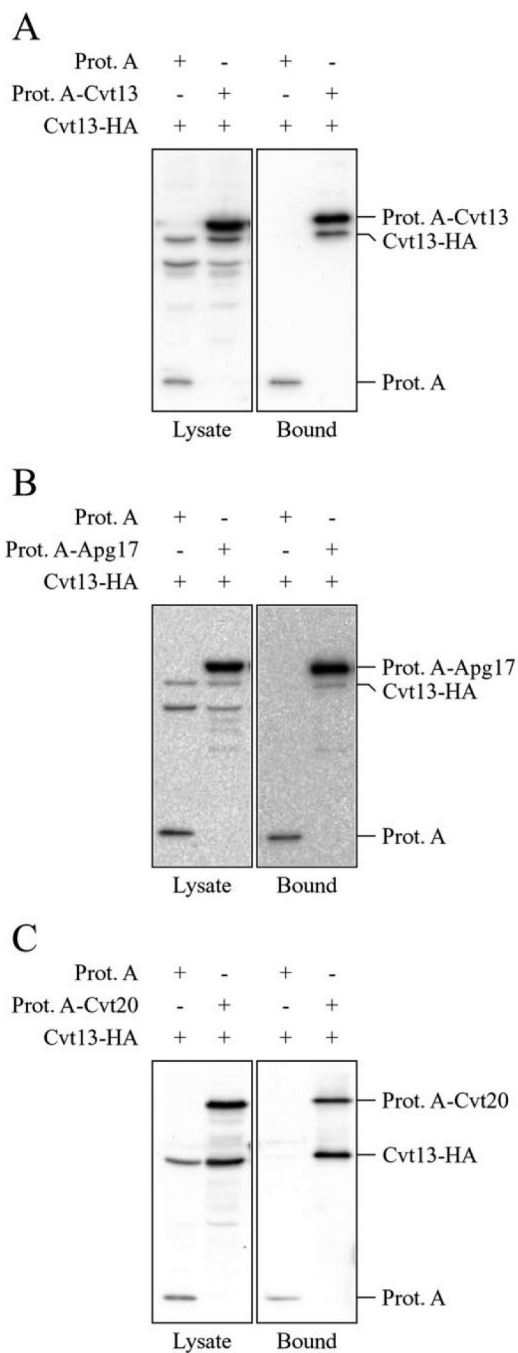 A
Prot. A + - + -
Prot. A-Cvt13 - + - +
Cvt13-HA + + + +
Prot. A-Cvt13
Cvt13-HA
Prot. A
Lysate Bound
B
Prot. A + - + -
Prot. A-Apg17 - + - +
Cvt13-HA + + + +
Prot. A-Apg17
Cvt13-HA
Prot. A
Lysate Bound
C
Prot. A + - + -
Prot. A-Cvt20 - + - +
Cvt13-HA + + + +
Prot. A-Cvt20
Cvt13-HA
Prot. A
Lysate Bound